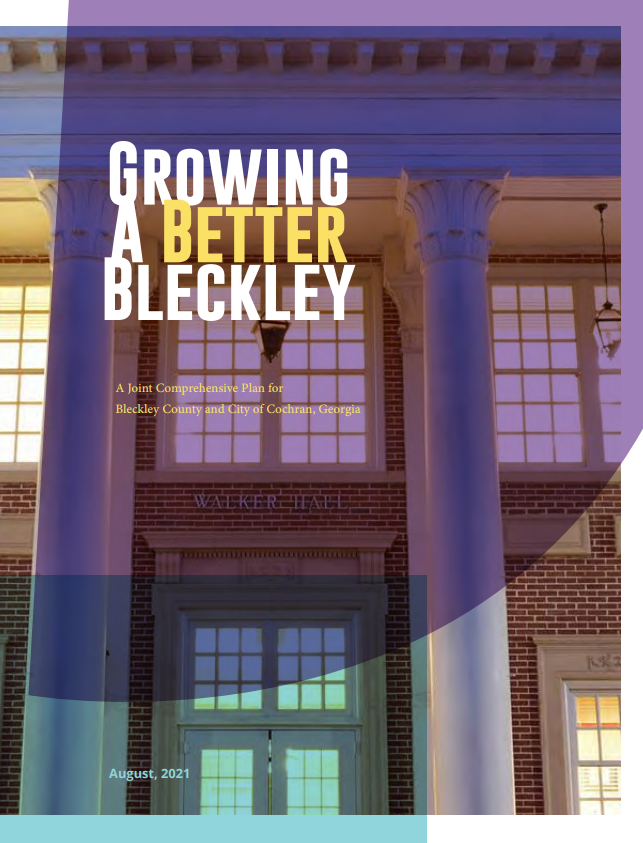 GROWING
A BETTER
BLECKLEY
A Joint Comprehensive Plan for
Bleckley County and City of Cochran, Georgia
WALKER HALL
August, 2021